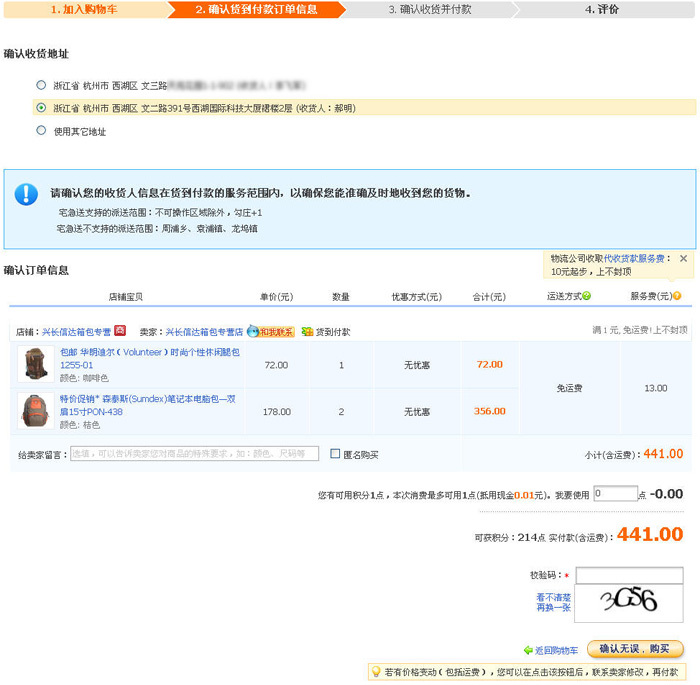 1. 加入购物车 2. 确认货到付款订单信息 3. 确认收货并付款 4. 评价
确认收货地址
浙江省 杭州市 西湖区 文三路
浙江省 杭州市 西湖区 文二路391号西湖国际科技大厦裙楼2层 (收货人：郝明)
使用其它地址
请确认您的收货人信息在货到付款的服务范围内，以确保您能准确及时地收到您的货物。
宅急送支持的派送范围：不可操作区域除外，勾庄+1
宅急送不支持的派送范围：周浦乡、袁浦镇、龙坞镇
物流公司收取代收货款服务费：
10元起步，上不封顶
确认订单信息
店铺宝贝 单价(元) 数量 优惠方式(元) 合计(元) 运送方式 服务费(元)
店铺：兴长信达箱包专营 商 卖家：兴长信达箱包专营店 和我联系 货到付款 满 1 元, 免运费!上不封顶
包邮 华朗迪尔（Volunteer）时尚个性休闲腿包
1255-01
颜色: 咖啡色
72.00 1 无优惠 72.00
特价促销* 森泰斯(Sumdex)笔记本电脑包—双
肩15寸PON-438
颜色: 桔色
178.00 2 无优惠 356.00
免运费 13.00
给卖家留言： 选填，可以告诉卖家您对商品的特殊要求，如：颜色、尺码等 匿名购买 小计(含运费)：441.00
您有可用积分1点，本次消费最多可用1点(抵用现金0.01元)。我要使用 0 点 -0.00
可获积分：214点 实付款(含运费)：441.00
校验码：*
看不清楚
再换一张
3G56
返回购物车 确认无误，购买
若有价格变动（包括运费），您可以在点击该按钮后，联系卖家修改，再付款